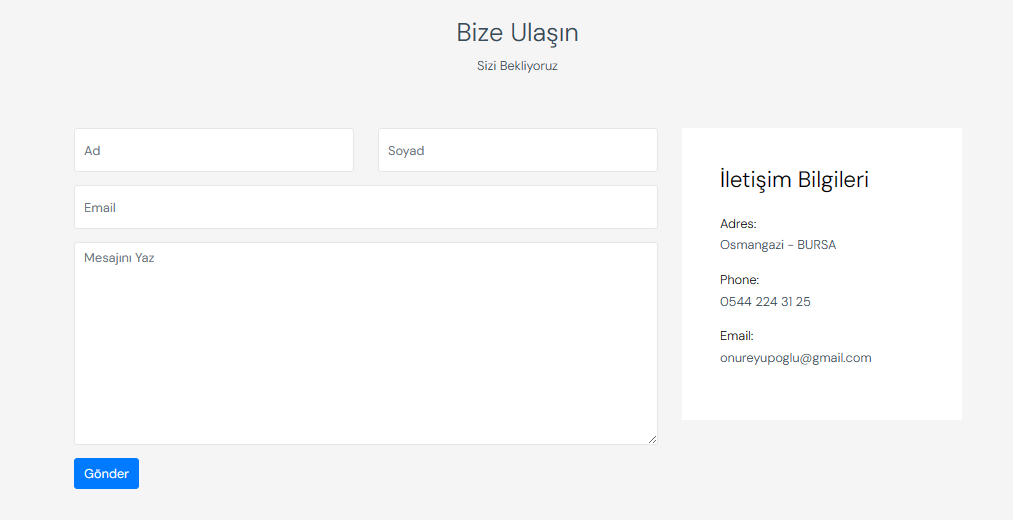 Bize Ulaşın
Sizi Bekliyoruz
Ad
Soyad
Email
Mesajını Yaz
Gönder
İletişim Bilgileri
Adres:
Osmangazi - BURSA
Phone:
0544 224 31 25
Email:
onureyupoglu@gmail.com